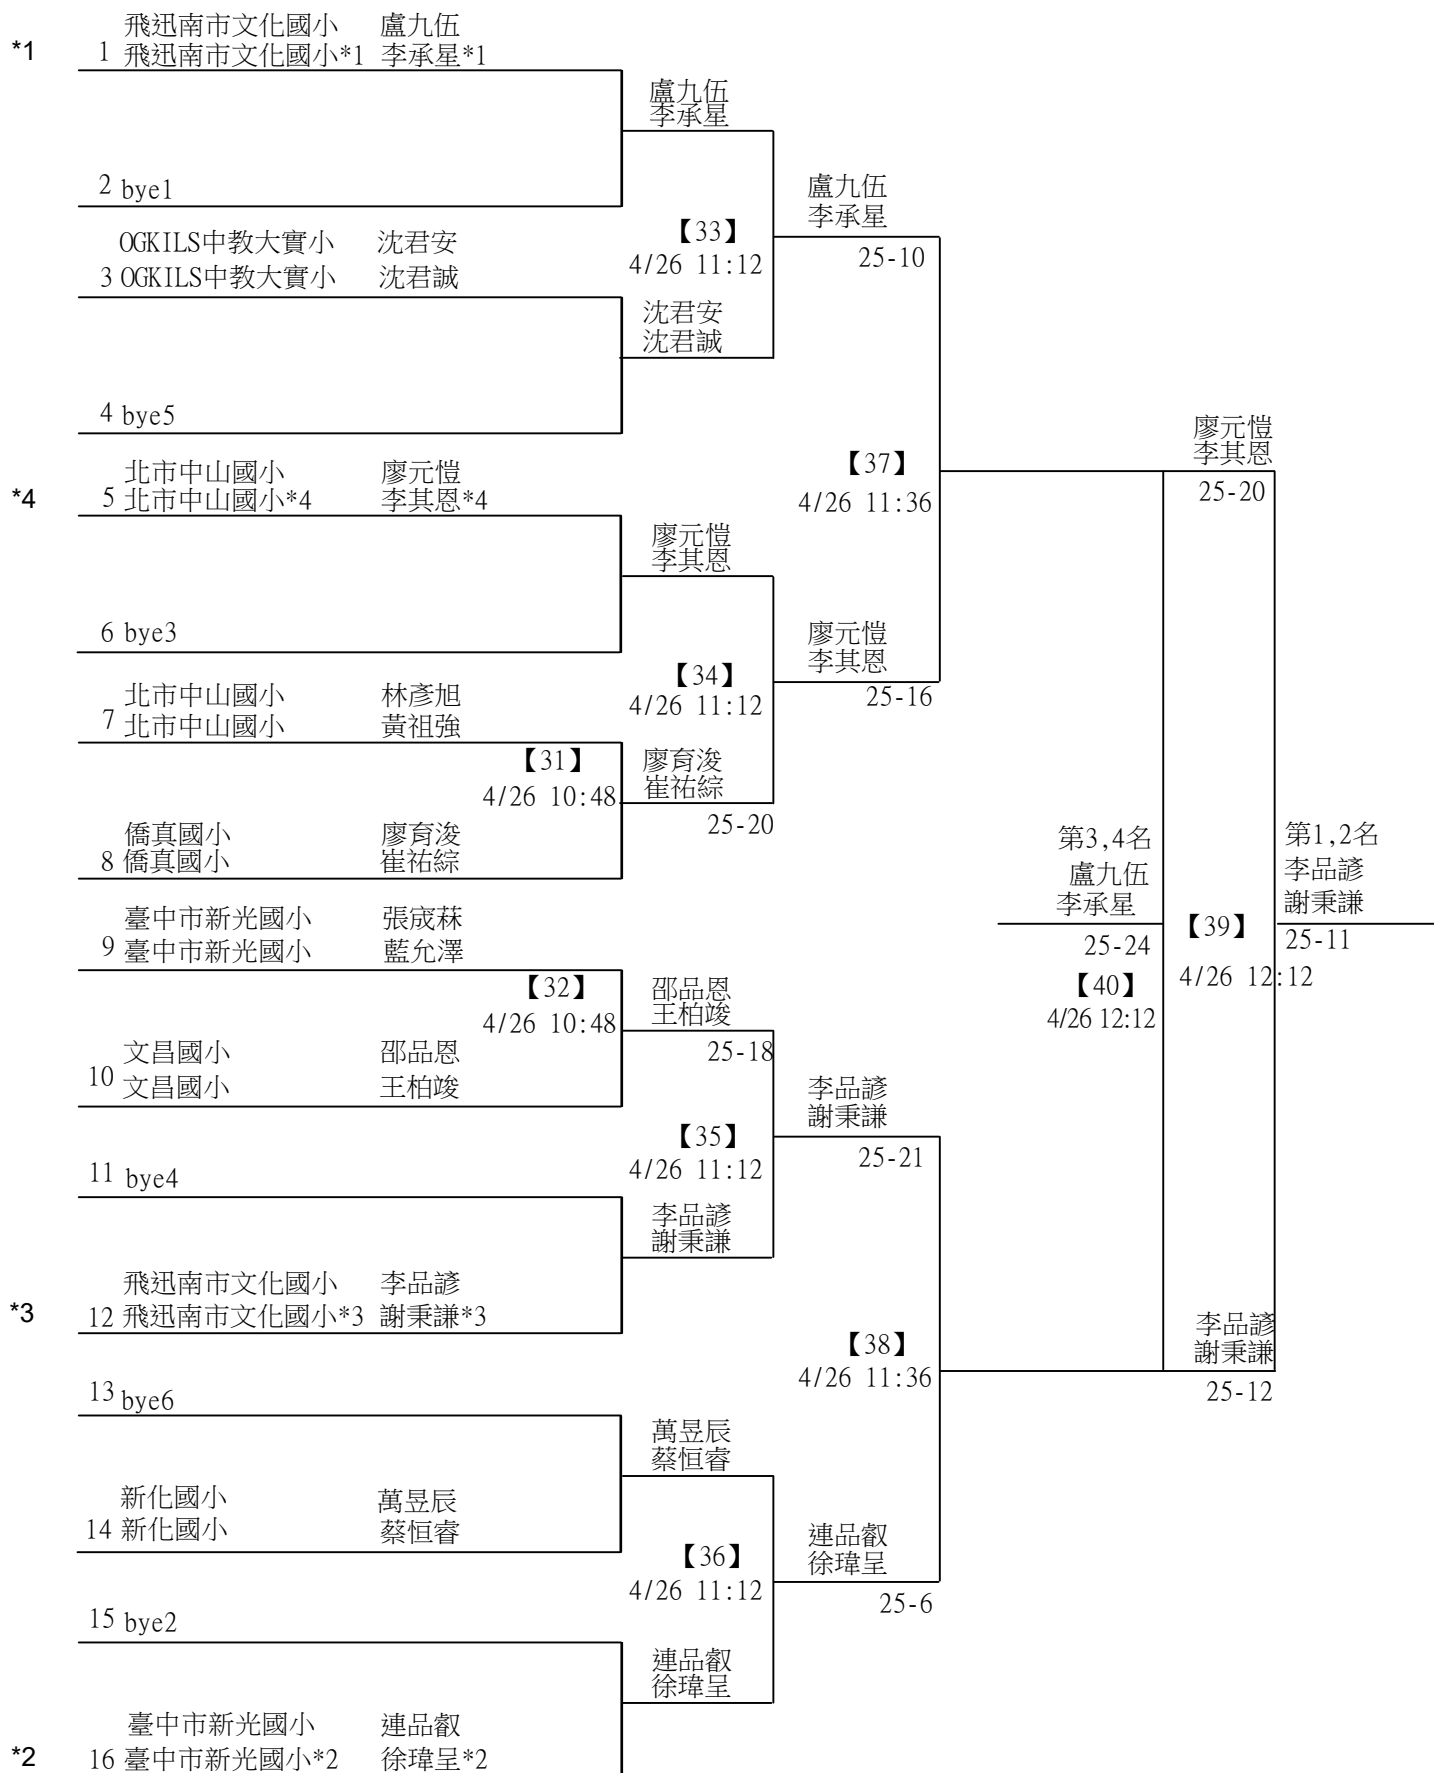 飛迅南市文化國小 盧九伍
*1 1 飛迅南市文化國小*1 李承星*1
盧九伍
李承星
2 bye1
盧九伍
李承星
OGKILS中教大實小 沈君安
【33】
25-10
3 OGKILS中教大實小 沈君誠
4/26 11:12
沈君安
沈君誠
4 bye5
廖元愷
李其恩
北市中山國小 廖元愷
【37】
25-20
*4 5 北市中山國小*4 李其恩*4
4/26 11:36
廖元愷
李其恩
6 bye3
廖元愷
李其恩
【34】
25-16
北市中山國小 林彥旭
4/26 11:12
7 北市中山國小 黃祖強
【31】
4/26 10:48
廖育浚
崔祐綜
25-20
僑真國小 廖育浚
8 僑真國小 崔祐綜
第3,4名
盧九伍
李承星
25-24
【40】
4/26 12:12
【39】
4/26 12:12
第1,2名
李品諺
謝秉謙
25-11
臺中市新光國小 張宬菻
9 臺中市新光國小 藍允澤
【32】
4/26 10:48
邵品恩
王柏竣
25-18
文昌國小 邵品恩
10 文昌國小 王柏竣
李品諺
謝秉謙
【35】
25-21
4/26 11:12
11 bye4
李品諺
謝秉謙
飛迅南市文化國小 李品諺
*3 12 飛迅南市文化國小*3 謝秉謙*3
【38】
4/26 11:36
李品諺
謝秉謙
25-12
13 bye6
萬昱辰
蔡恒睿
新化國小 萬昱辰
14 新化國小 蔡恒睿
連品叡
徐瑋呈
【36】
25-6
4/26 11:12
15 bye2
連品叡
徐瑋呈
臺中市新光國小 連品叡
*2 16 臺中市新光國小*2 徐瑋呈*2